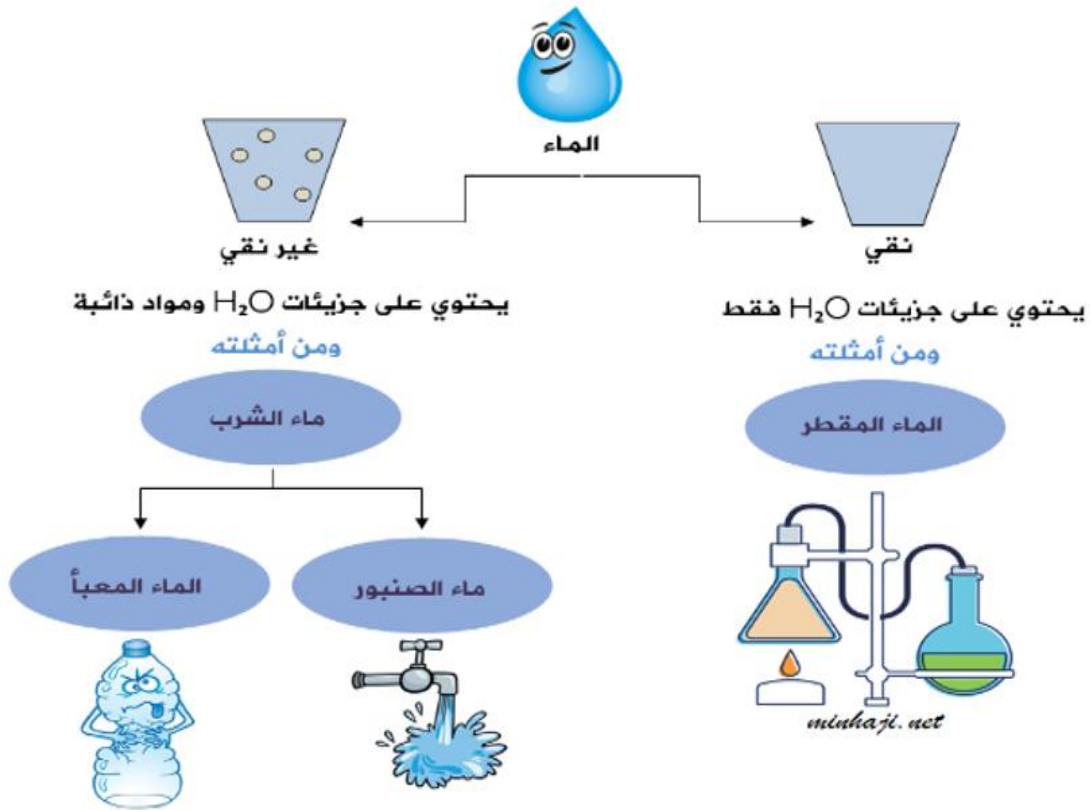 الماء
نقي
يحتوي على جزيئات H₂O فقط
ومن أمثلته
الماء المقطر
غير نقي
يحتوي على جزيئات H₂O ومواد ذائبة
ومن أمثلته
ماء الشرب
ماء الصنبور
الماء المعبأ
minhaji.net